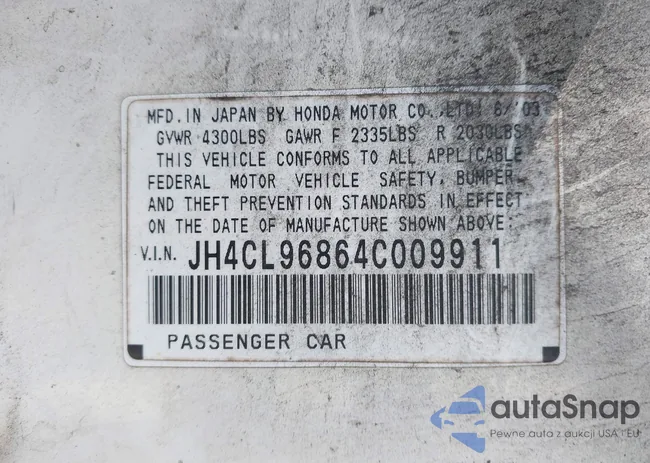 MFD. IN JAPAN BY HONDA MOTOR CO., LTD. 6/'03
GVWR 4300LBS GAWR F 2335LBS R 2030LBS
THIS VEHICLE CONFORMS TO ALL APPLICABLE
FEDERAL MOTOR VEHICLE SAFETY, BUMPER,
AND THEFT PREVENTION STANDARDS IN EFFECT
ON THE DATE OF MANUFACTURE SHOWN ABOVE:
V.I.N. JH4CL96864C009911
PASSENGER CAR
autaSnap
Pewne auta z aukcji USA i EU